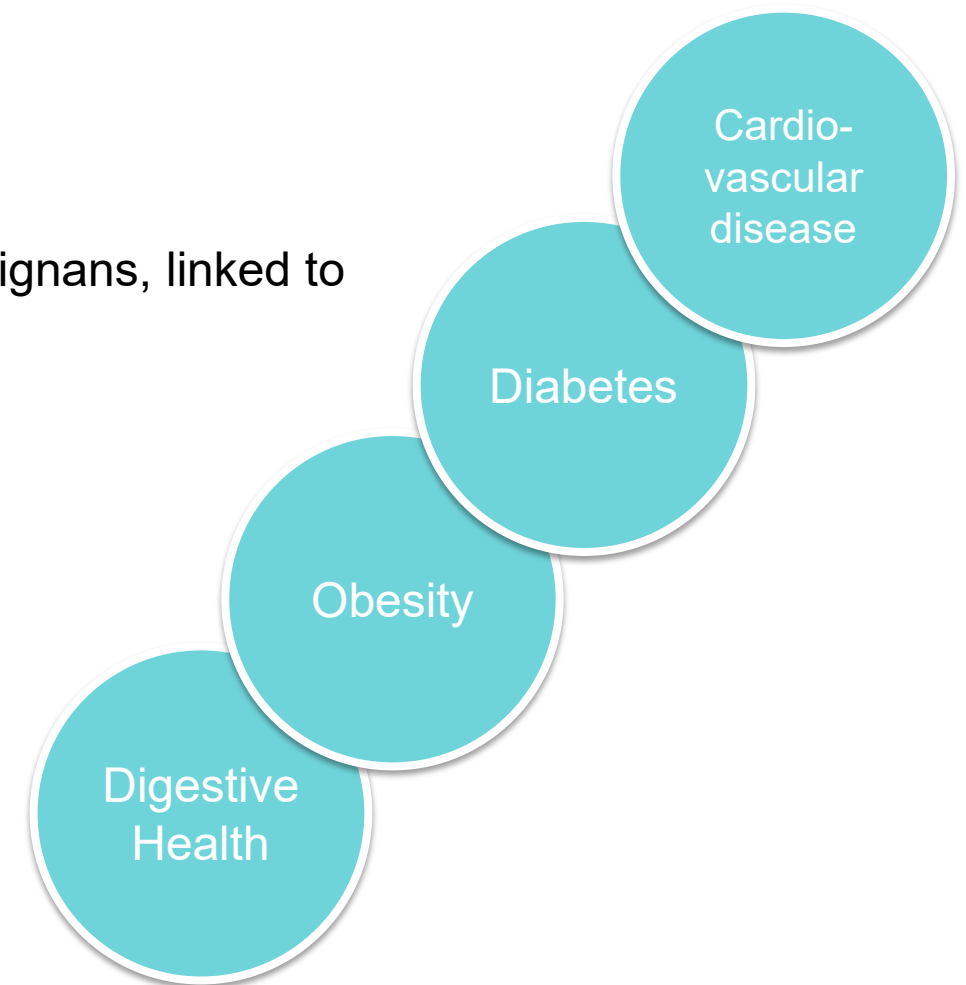 Cardio-
vascular
disease
ignans, linked to
Diabetes
Obesity
Digestive
Health